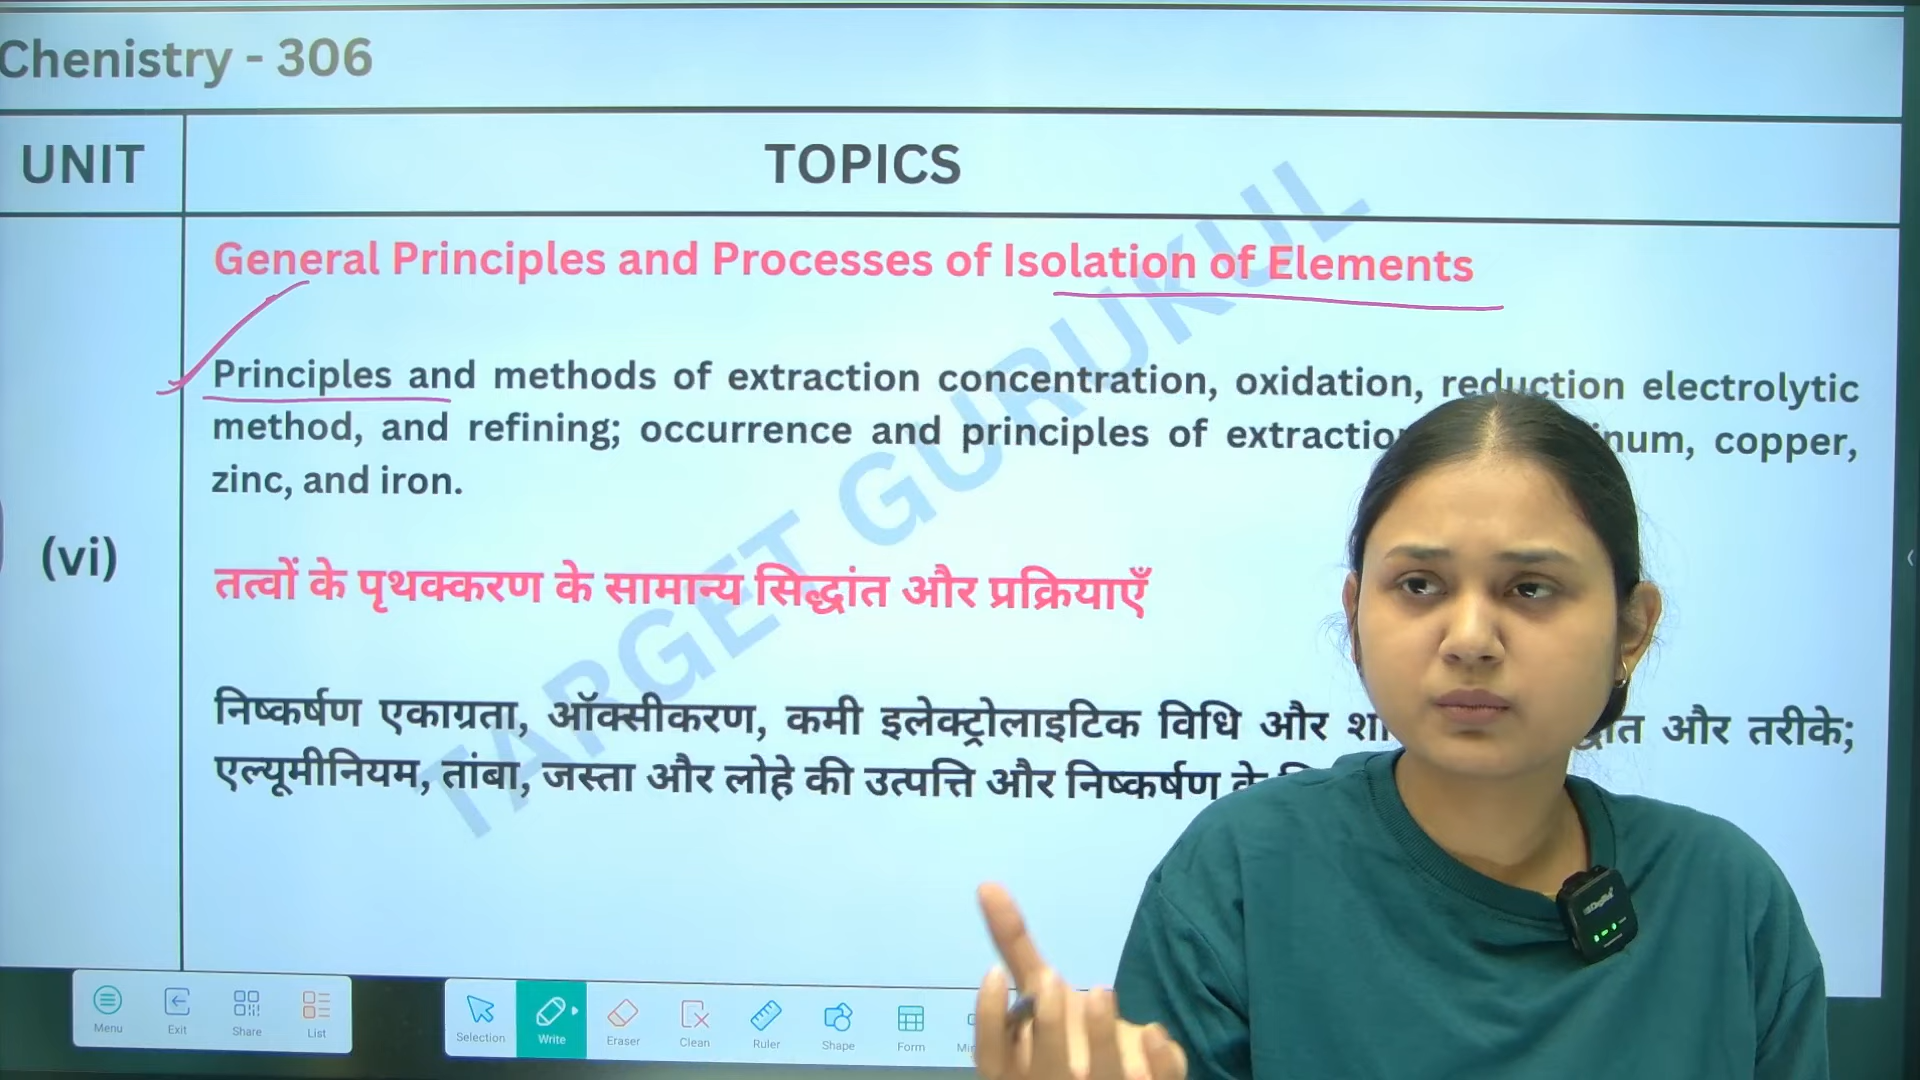 Chenistry - 306
UNIT
TOPICS
General Principles and Processes of Isolation of Elements
Principles and methods of extraction concentration, oxidation, reduction electrolytic
method, and refining; occurrence and principles of extractio num, copper,
zinc, and iron.
(vi)
तत्वों के पृथक्करण के सामान्य सिद्धांत और प्रक्रियाएँ
निष्कर्षण एकाग्रता, ऑक्सीकरण, कमी इलेक्ट्रोलाइटिक विधि और और तरीके;
एल्यूमीनियम, तांबा, जस्ता और लोहे की उत्पत्ति और निष्कर्षण
TARGET GURUKUL
Menu
Exit
Share
List
Selection
Write
Eraser
Clean
Ruler
Shape
Form